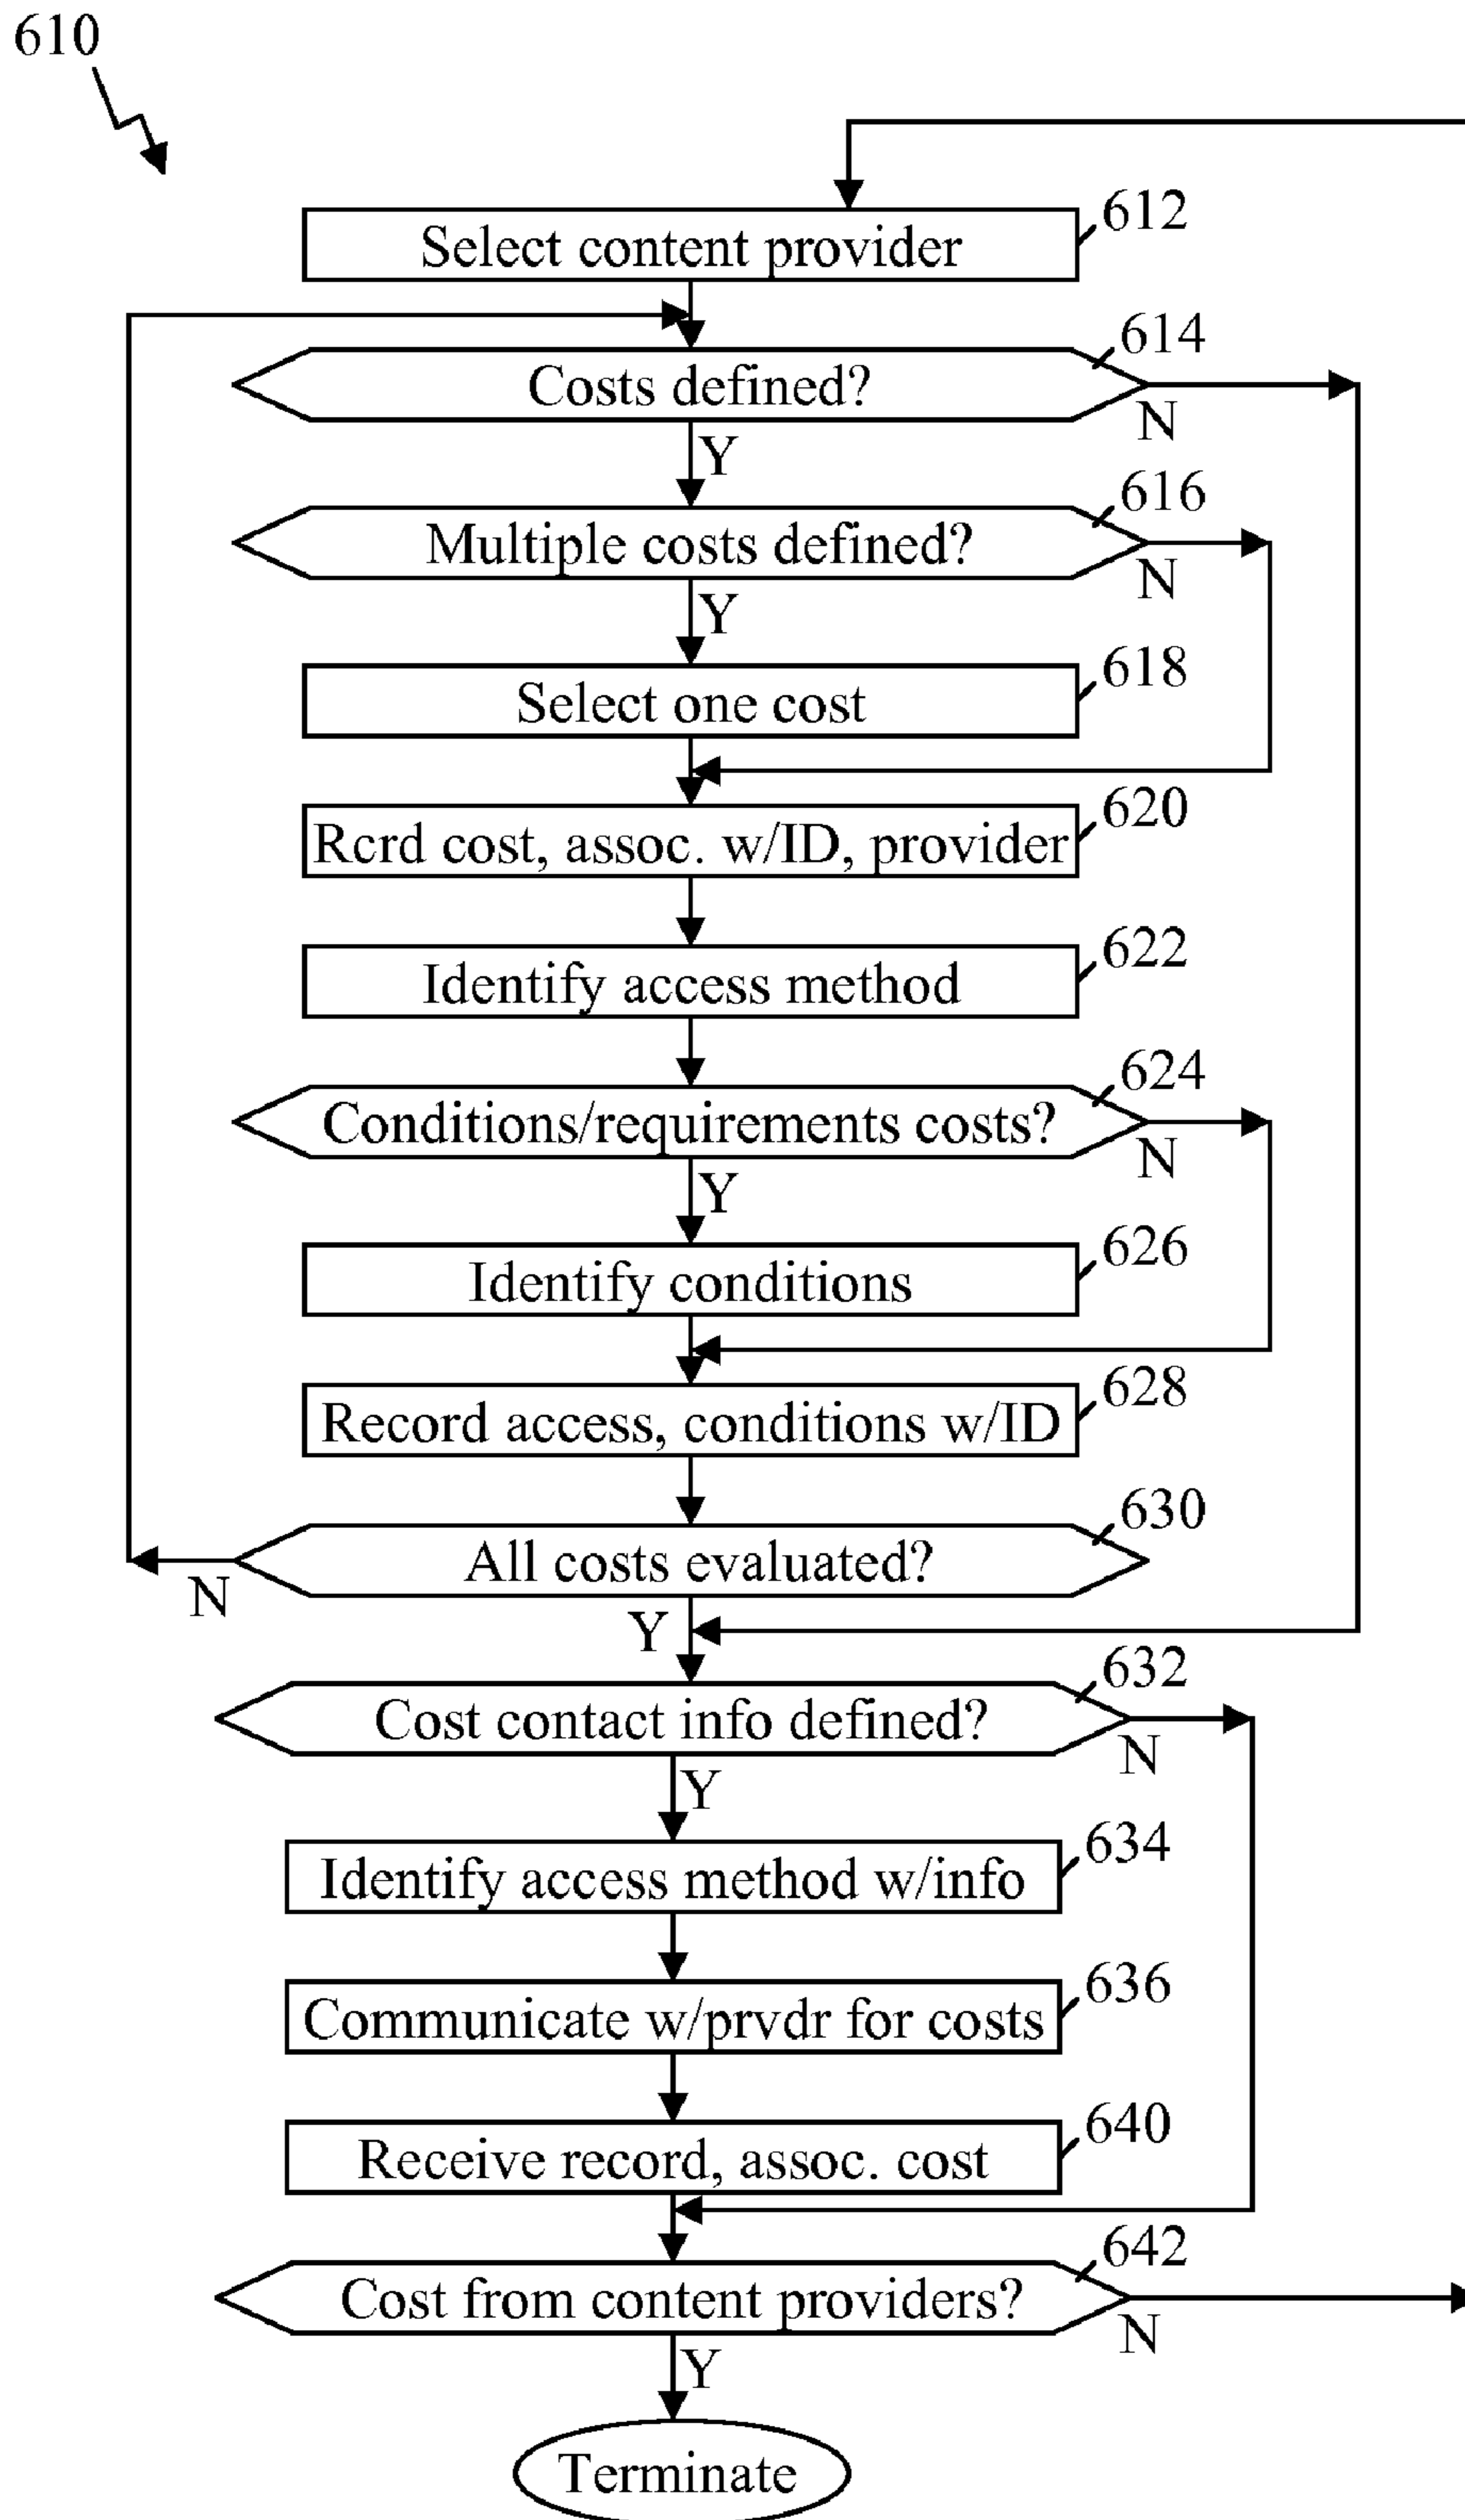 610
612
Select content provider
614
Costs defined?
N
Y
616
Multiple costs defined?
N
Y
618
Select one cost
620
Rcrd cost, assoc. w/ID, provider
622
Identify access method
624
Conditions/requirements costs?
N
Y
626
Identify conditions
628
Record access, conditions w/ID
630
All costs evaluated?
N
Y
632
Cost contact info defined?
N
Y
634
Identify access method w/info
636
Communicate w/prvdr for costs
640
Receive record, assoc. cost
642
Cost from content providers?
N
Y
Terminate